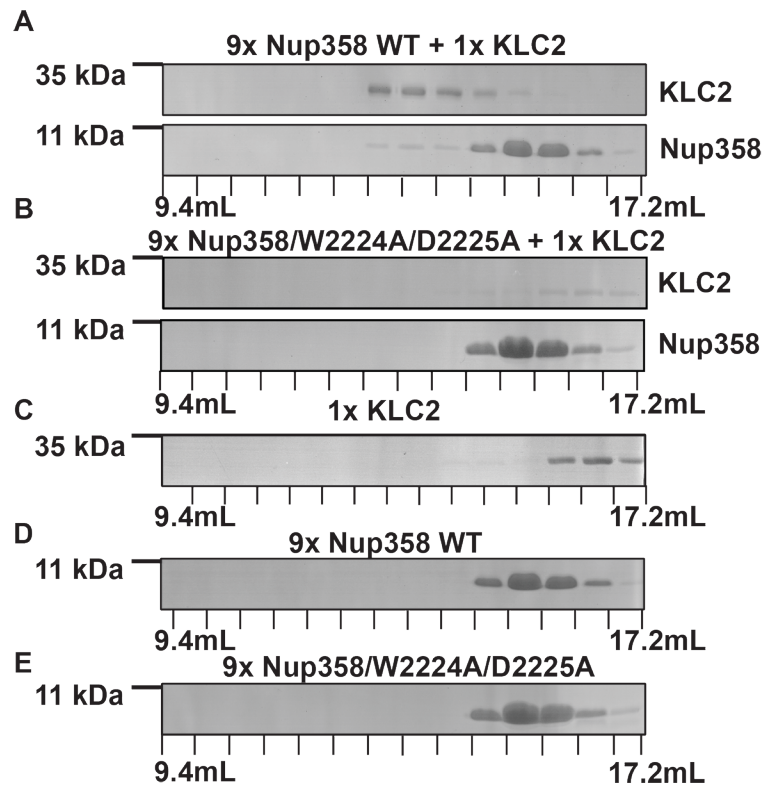 A
9x Nup358 WT + 1x KLC2
35 kDa
KLC2
11 kDa
Nup358
9.4mL 17.2mL
B
9x Nup358/W2224A/D2225A + 1x KLC2
35 kDa
KLC2
11 kDa
Nup358
9.4mL 17.2mL
C
1x KLC2
35 kDa
9.4mL 17.2mL
D
9x Nup358 WT
11 kDa
9.4mL 17.2mL
E
9x Nup358/W2224A/D2225A
11 kDa
9.4mL 17.2mL